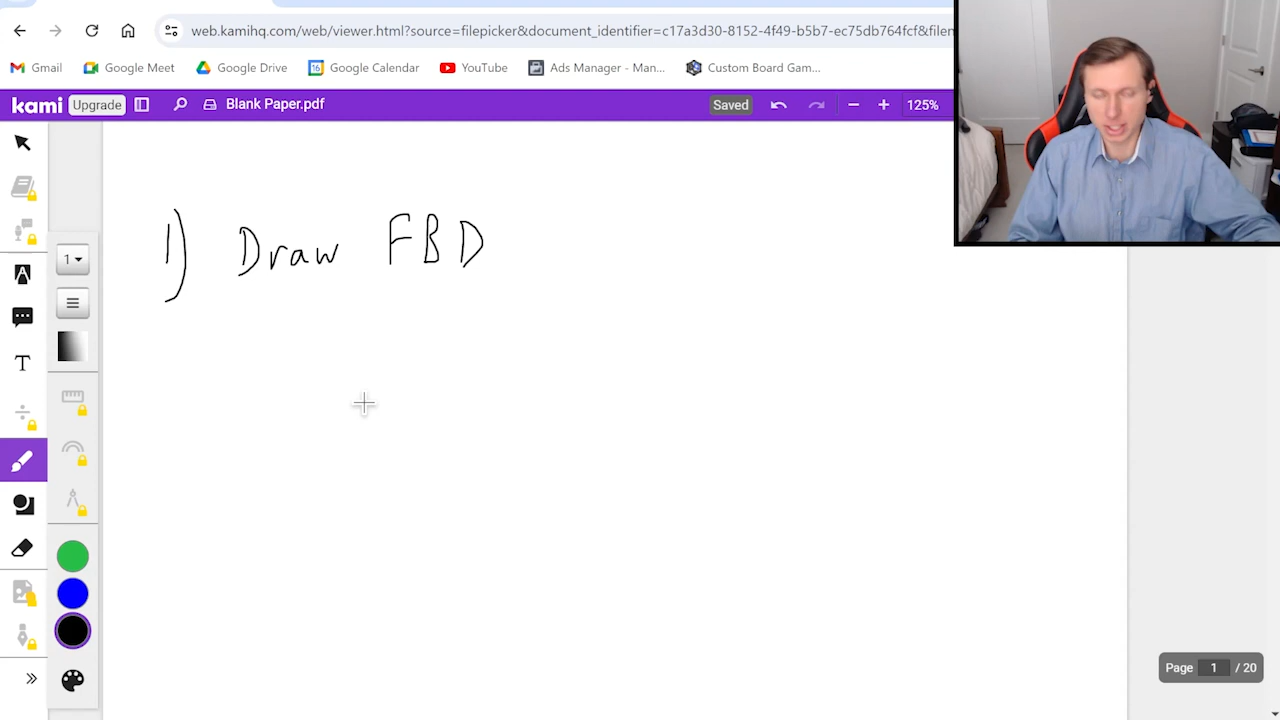 web.kamihq.com/web/viewer.html?source=filepicker&document_identifier=c17a3d30-8152-4f49-b5b7-ec75db764fcf&filen
Gmail Google Meet Google Drive 16 Google Calendar YouTube Ads Manager - Man... Custom Board Gam...
kami Upgrade Blank Paper.pdf Saved 125%
1) Draw FBD
1
T
Page 1 / 20